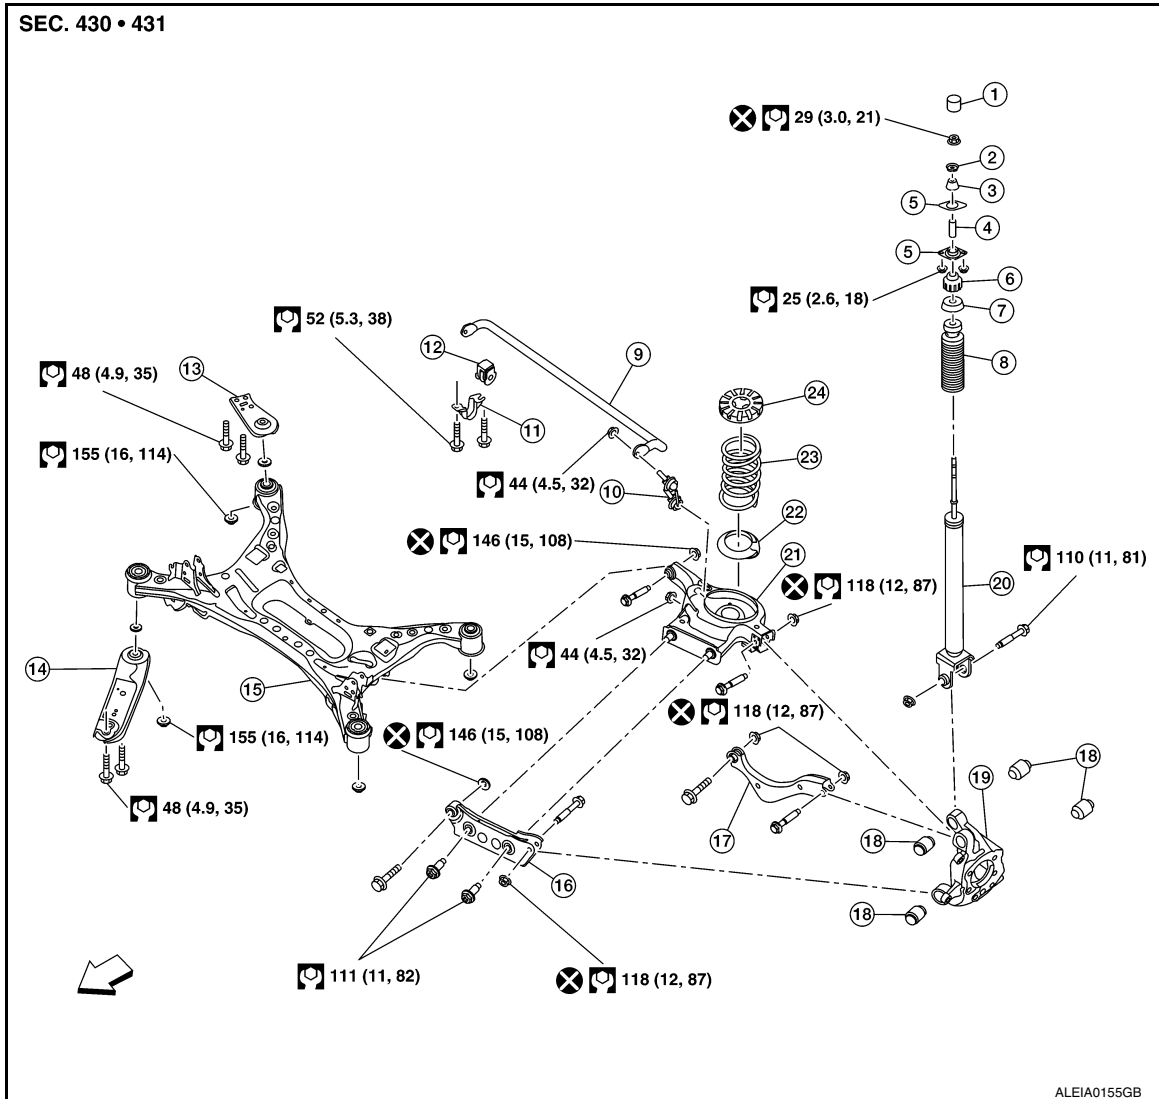 SEC. 430 • 431
1
29 (3.0, 21)
2
3
5
4
5
6
25 (2.6, 18)
7
52 (5.3, 38)
12
9
8
13
48 (4.9, 35)
24
11
155 (16, 114)
23
44 (4.5, 32)
10
22
146 (15, 108)
21
110 (11, 81)
118 (12, 87)
20
44 (4.5, 32)
14
15
118 (12, 87)
155 (16, 114)
146 (15, 108)
18
19
48 (4.9, 35)
17
18
16
18
111 (11, 82)
118 (12, 87)
ALEIA0155GB